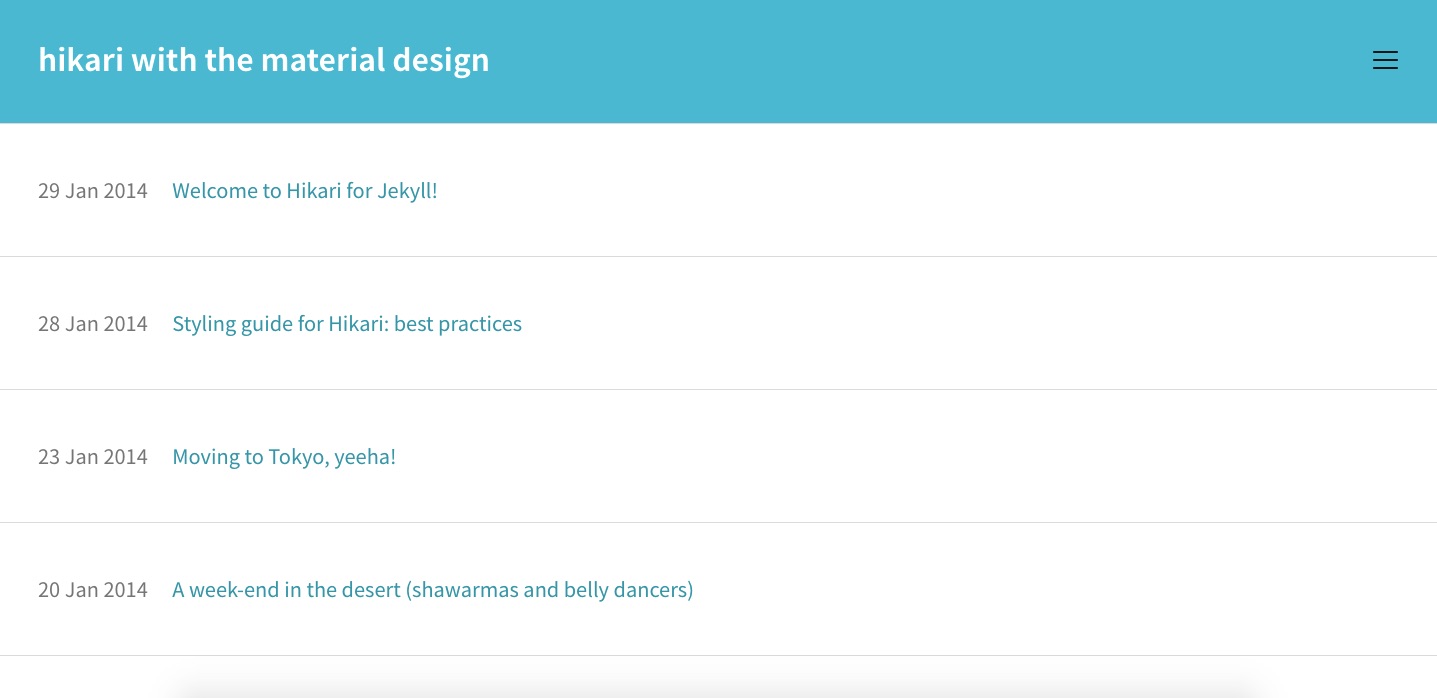 hikari with the material design
29 Jan 2014 Welcome to Hikari for Jekyll!
28 Jan 2014 Styling guide for Hikari: best practices
23 Jan 2014 Moving to Tokyo, yeeha!
20 Jan 2014 A week-end in the desert (shawarmas and belly dancers)